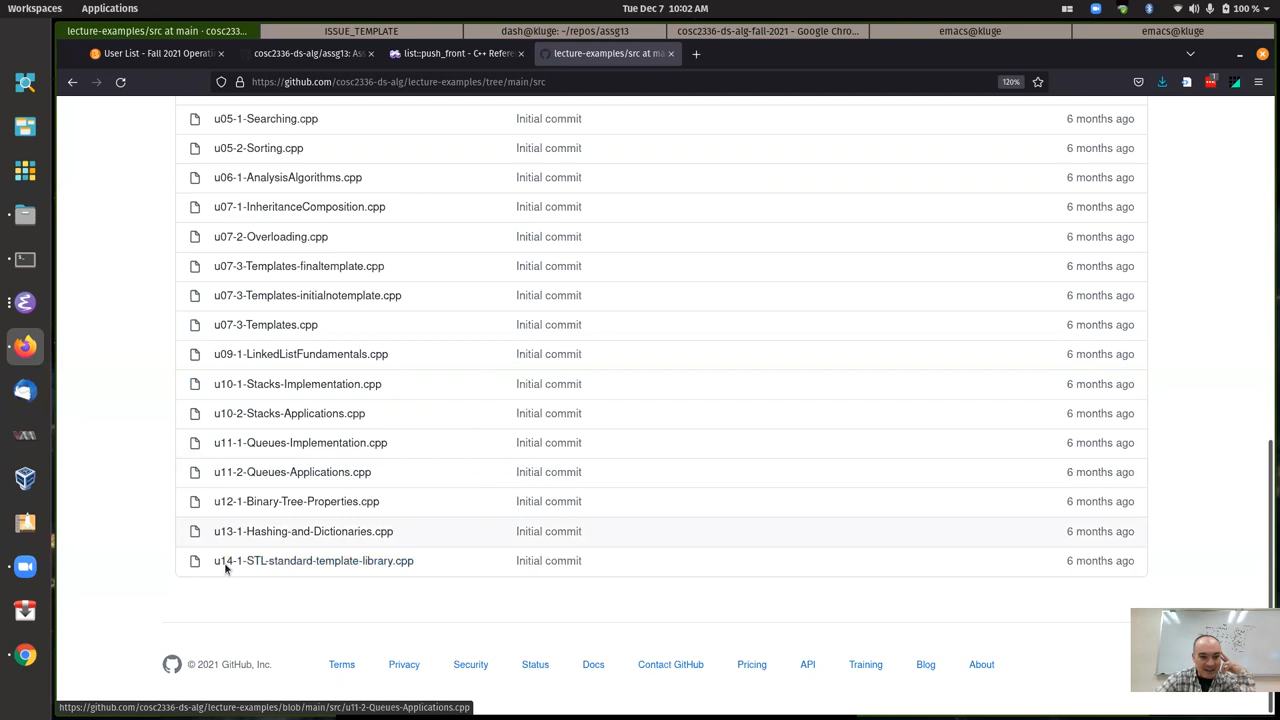 Workspaces Applications Tue Dec 7 10:02 AM 100 %
lecture-examples/src at main · cosc233... ISSUE_TEMPLATE dash@kluge: ~/repos/assg13 cosc2336-ds-alg-fall-2021 - Google Chro... emacs@kluge emacs@kluge
User List - Fall 2021 Operati cosc2336-ds-alg/assg13: Ass list::push_front - C++ Refere lecture-examples/src at ma
https://github.com/cosc2336-ds-alg/lecture-examples/tree/main/src 120%
u05-1-Searching.cpp Initial commit 6 months ago
u05-2-Sorting.cpp Initial commit 6 months ago
u06-1-AnalysisAlgorithms.cpp Initial commit 6 months ago
u07-1-InheritanceComposition.cpp Initial commit 6 months ago
u07-2-Overloading.cpp Initial commit 6 months ago
u07-3-Templates-finaltemplate.cpp Initial commit 6 months ago
u07-3-Templates-initialnotemplate.cpp Initial commit 6 months ago
u07-3-Templates.cpp Initial commit 6 months ago
u09-1-LinkedListFundamentals.cpp Initial commit 6 months ago
u10-1-Stacks-Implementation.cpp Initial commit 6 months ago
u10-2-Stacks-Applications.cpp Initial commit 6 months ago
u11-1-Queues-Implementation.cpp Initial commit 6 months ago
u11-2-Queues-Applications.cpp Initial commit 6 months ago
u12-1-Binary-Tree-Properties.cpp Initial commit 6 months ago
u13-1-Hashing-and-Dictionaries.cpp Initial commit 6 months ago
u14-1-STL-standard-template-library.cpp Initial commit 6 months ago
© 2021 GitHub, Inc. Terms Privacy Security Status Docs Contact GitHub Pricing API Training Blog About
https://github.com/cosc2336-ds-alg/lecture-examples/blob/main/src/u11-2-Queues-Applications.cpp